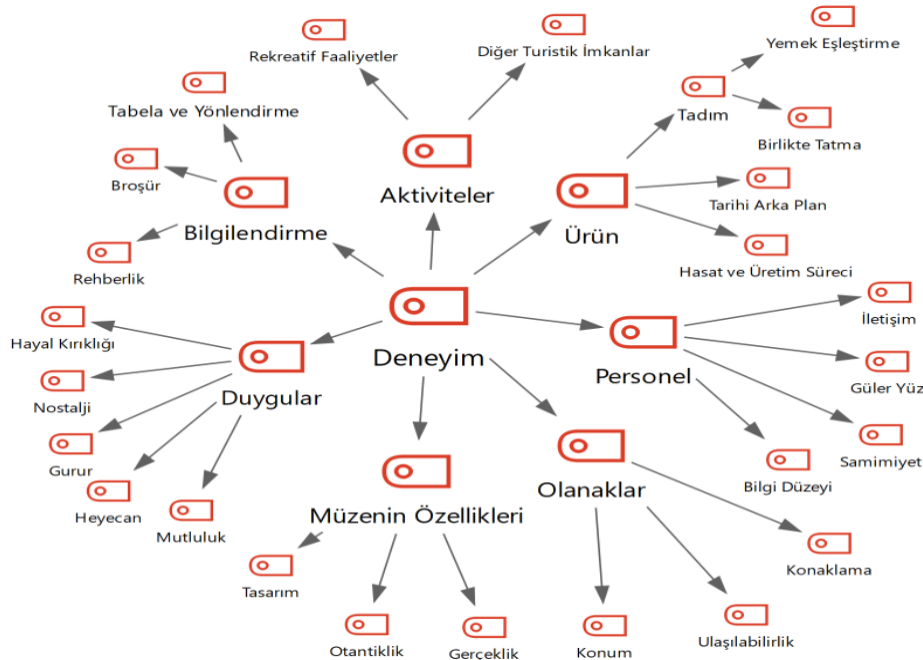 Rekreatif Faaliyetler
Diğer Turistik İmkanlar
Yemek Eşleştirme
Tabela ve Yönlendirme
Tadım
Birlikte Tatma
Broşür
Aktiviteler
Tarihi Arka Plan
Bilgilendirme
Ürün
Rehberlik
Hasat ve Üretim Süreci
İletişim
Hayal Kırıklığı
Deneyim
Personel
Güler Yüz
Nostalji
Duygular
Gurur
Samimiyet
Heyecan
Mutluluk
Müzenin Özellikleri
Olanaklar
Bilgi Düzeyi
Tasarım
Konaklama
Otantiklik
Gerçeklik
Konum
Ulaşılabilirlik